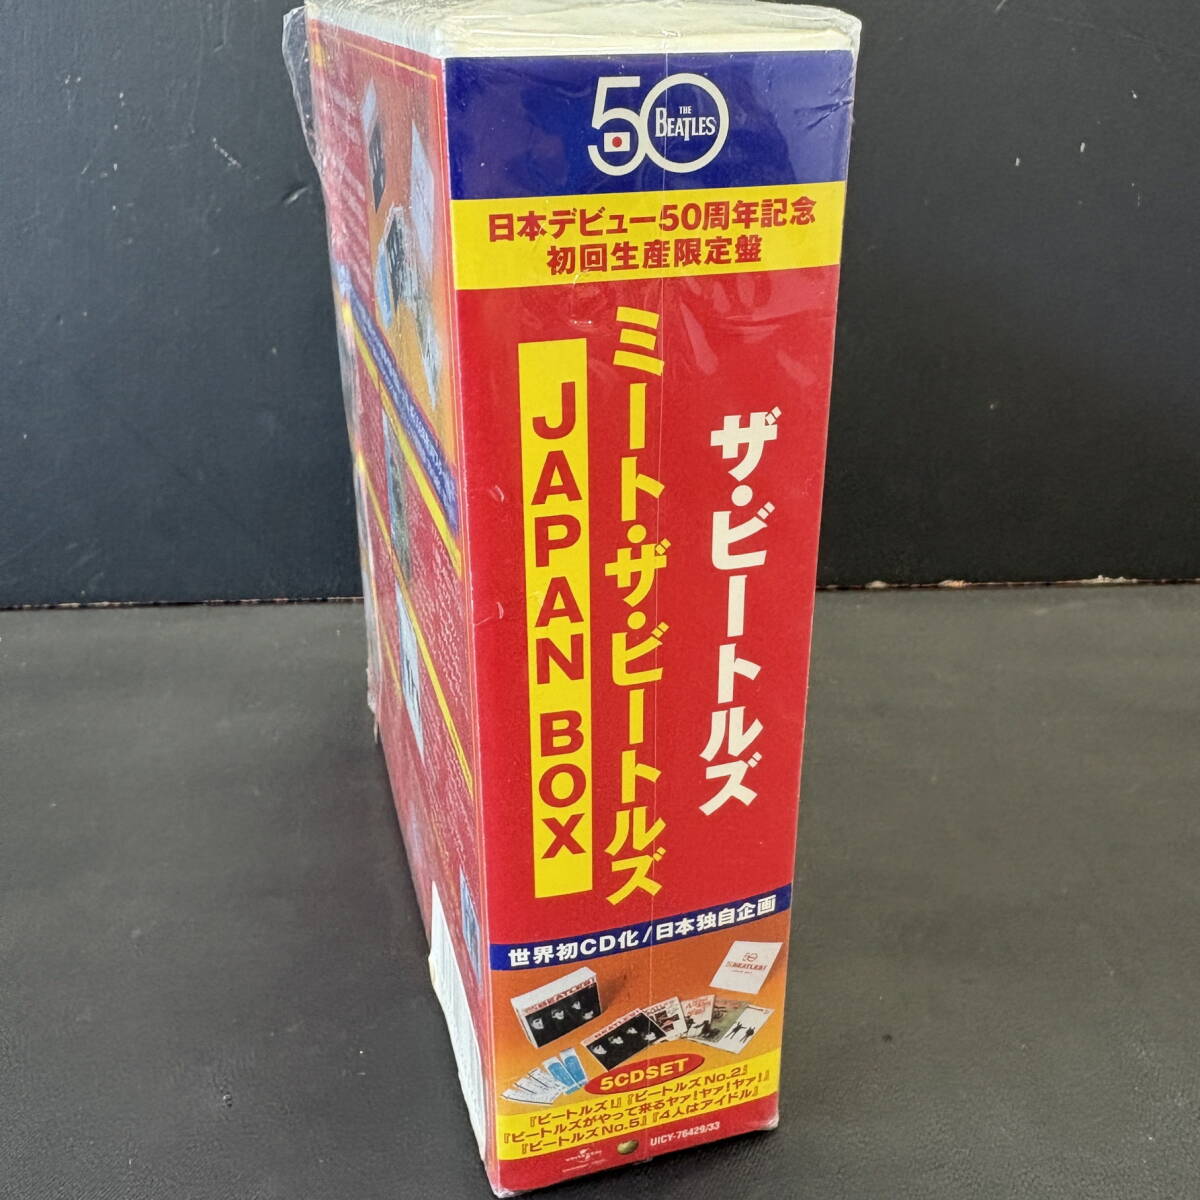 50
THE
BEATLES
日本デビュー50周年記念
初回生産限定盤
ザ・ビートルズ
ミート・ザ・ビートルズ
JAPAN BOX
世界初CD化/日本独自企画
5CDSET
『ビートルズ!』『ビートルズ No.2』
『ビートルズがやって来るヤァ!ヤァ!ヤァ!』
『ビートルズ No.5』『4人はアイドル』
UICY-76429/33